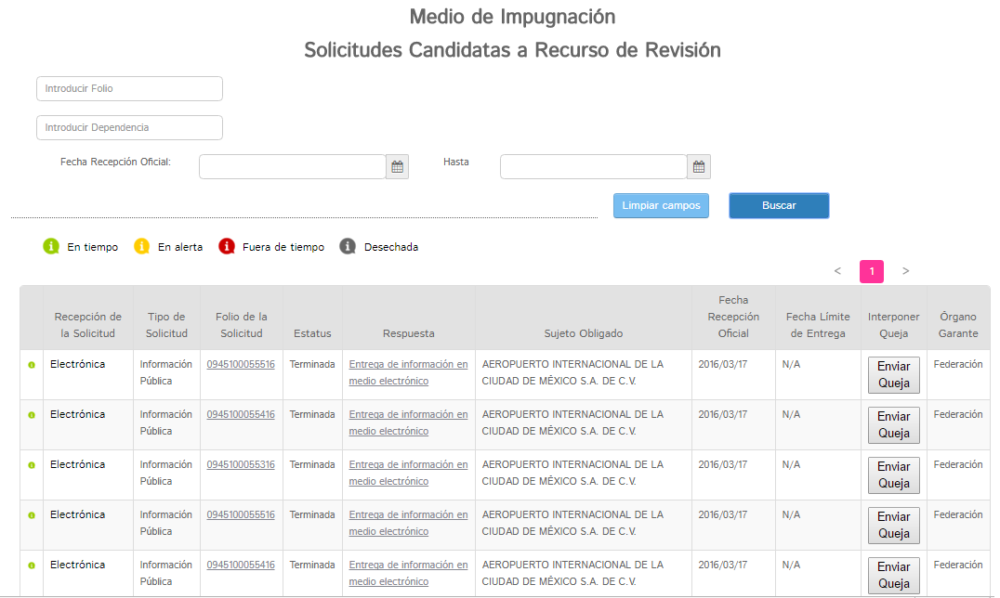 Medio de Impugnación
Solicitudes Candidatas a Recurso de Revisión
Introducir Folio
Introducir Dependencia
Fecha Recepción Oficial:
Hasta
Limpiar campos
Buscar
En tiempo
En alerta
Fuera de tiempo
Desechada
< 1 >
Recepción de
la Solicitud
Tipo de
Solicitud
Folio de la
Solicitud
Estatus
Respuesta
Sujeto Obligado
Fecha
Recepción
Oficial
Fecha Límite
de Entrega
Interponer
Queja
Órgano
Garante
Electrónica
Información
Pública
0945100055516
Terminada
Entrega de información en
medio electrónico
AEROPUERTO INTERNACIONAL DE LA
CIUDAD DE MÉXICO S.A. DE C.V.
2016/03/17
N/A
Enviar
Queja
Federación
Electrónica
Información
Pública
0945100055416
Terminada
Entrega de información en
medio electrónico
AEROPUERTO INTERNACIONAL DE LA
CIUDAD DE MÉXICO S.A. DE C.V.
2016/03/17
N/A
Enviar
Queja
Federación
Electrónica
Información
Pública
0945100055316
Terminada
Entrega de información en
medio electrónico
AEROPUERTO INTERNACIONAL DE LA
CIUDAD DE MÉXICO S.A. DE C.V.
2016/03/17
N/A
Enviar
Queja
Federación
Electrónica
Información
Pública
0945100055516
Terminada
Entrega de información en
medio electrónico
AEROPUERTO INTERNACIONAL DE LA
CIUDAD DE MÉXICO S.A. DE C.V.
2016/03/17
N/A
Enviar
Queja
Federación
Electrónica
Información
Pública
0945100055416
Terminada
Entrega de información en
medio electrónico
AEROPUERTO INTERNACIONAL DE LA
CIUDAD DE MÉXICO S.A. DE C.V.
2016/03/17
N/A
Enviar
Queja
Federación